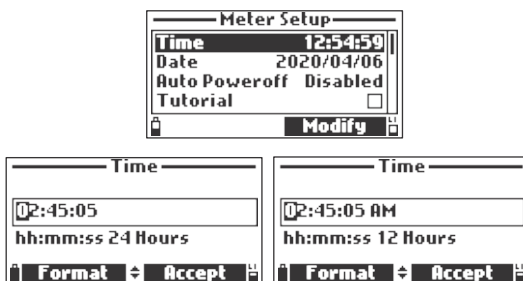 Meter Setup
Time 12:54:59
Date 2020/04/06
Auto Poweroff Disabled
Tutorial
Modify
Time
02:45:05
hh:mm:ss 24 Hours
Format Accept
Time
02:45:05 AM
hh:mm:ss 12 Hours
Format Accept